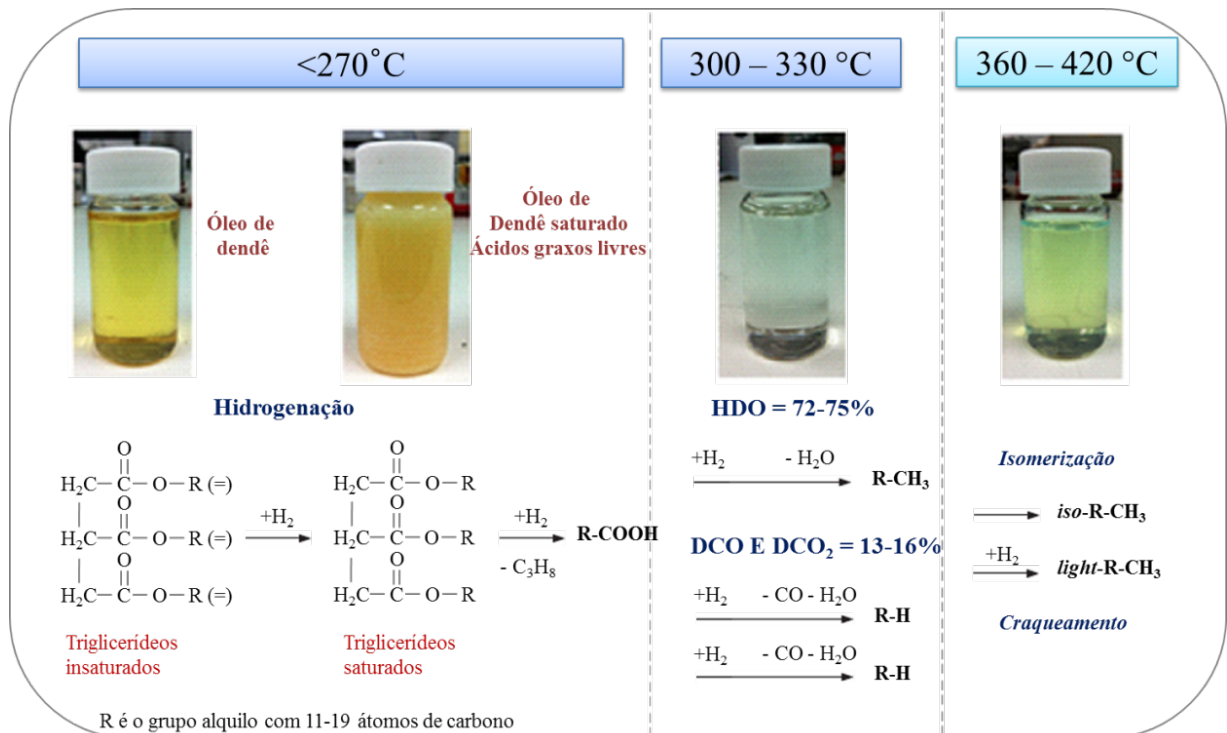 <270°C
300 – 330 °C
360 – 420 °C
Óleo de
dendê
Óleo de
Dendê saturado
Ácidos graxos livres
Hidrogenação
O
H₂C—C—O—R (=)
O
H₂C—C—O—R (=)
O
H₂C—C—O—R (=)
Triglicerídeos
insaturados
+H₂
O
H₂C—C—O—R
O
H₂C—C—O—R
O
H₂C—C—O—R
Triglicerídeos
saturados
+H₂
- C₃H₈
R-COOH
R é o grupo alquilo com 11-19 átomos de carbono
HDO = 72-75%
+H₂ - H₂O
R-CH₃
DCO E DCO₂ = 13-16%
+H₂ - CO - H₂O
R-H
+H₂ - CO - H₂O
R-H
Isomerização
iso-R-CH₃
+H₂
light-R-CH₃
Craqueamento